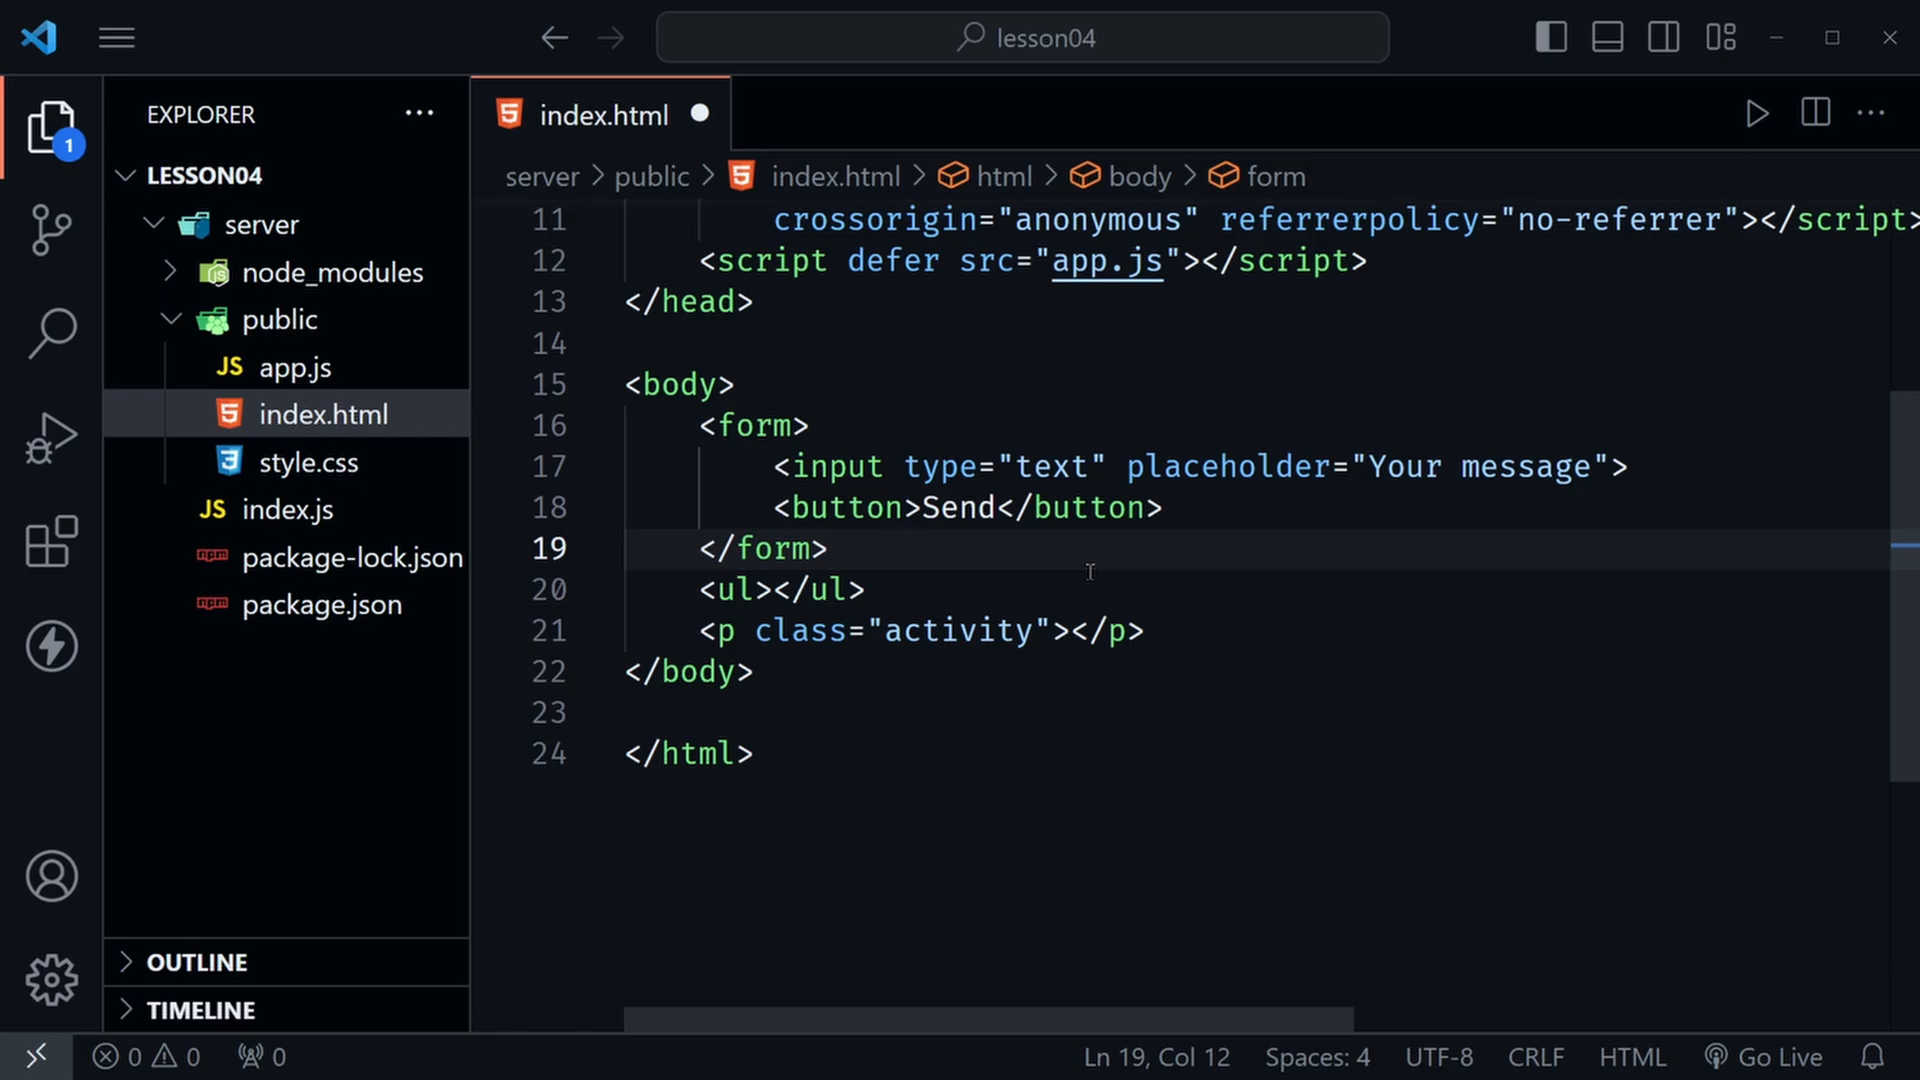 lesson04
EXPLORER
1
LESSON04
server
node_modules
public
JS app.js
index.html
style.css
JS index.js
package-lock.json
package.json
OUTLINE
TIMELINE
index.html
server > public > index.html > html > body > form
11 crossorigin="anonymous" referrerpolicy="no-referrer"></script>
12 <script defer src="app.js"></script>
13 </head>
14
15 <body>
16 <form>
17 <input type="text" placeholder="Your message">
18 <button>Send</button>
19 </form>
20 <ul></ul>
21 <p class="activity"></p>
22 </body>
23
24 </html>
0 0 0 Ln 19, Col 12 Spaces: 4 UTF-8 CRLF HTML Go Live